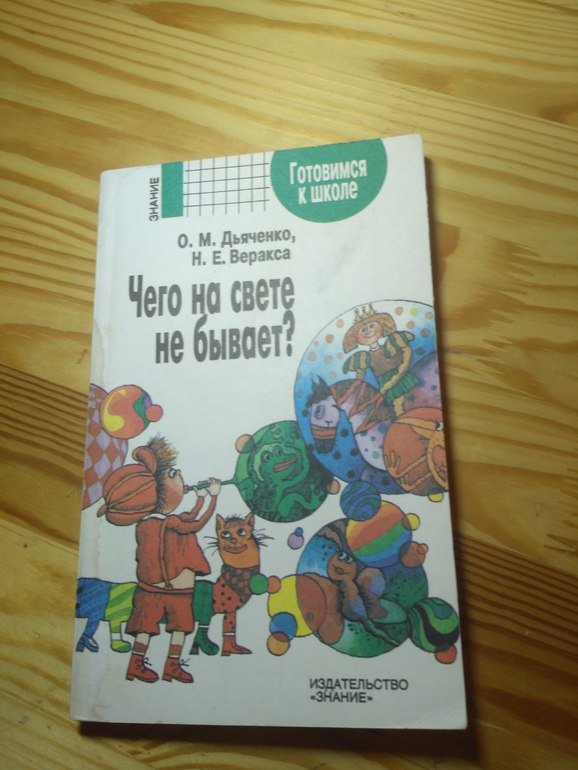 ЗНАНИЕ
Готовимся
к школе
О. М. Дьяченко,
Н. Е. Веракса
Чего на свете
не бывает?
ИЗДАТЕЛЬСТВО
«ЗНАНИЕ»